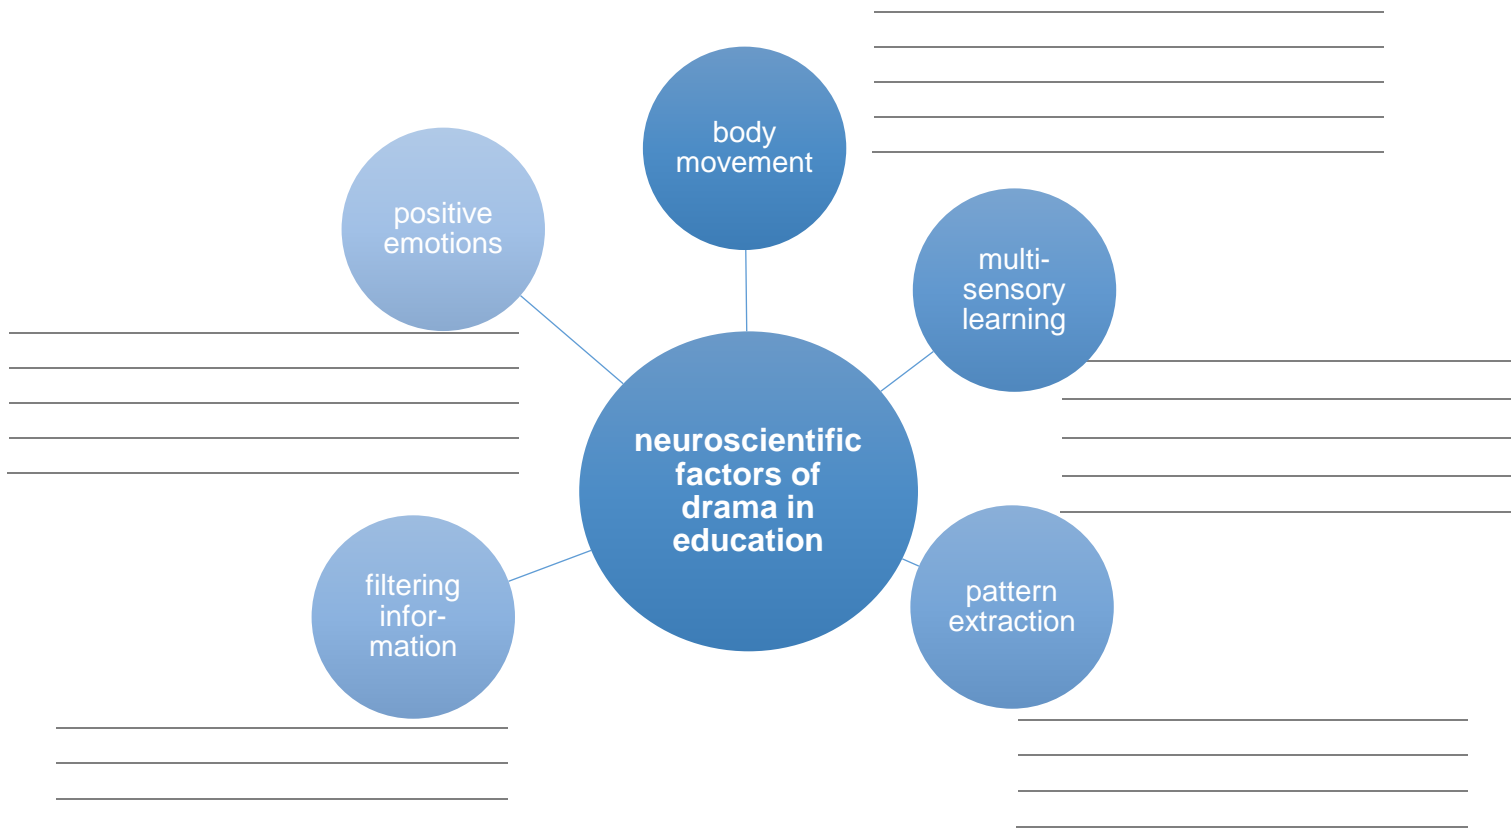 body
movement
positive
emotions
multi-
sensory
learning
neuroscientific
factors of
drama in
education
filtering
infor-
mation
pattern
extraction